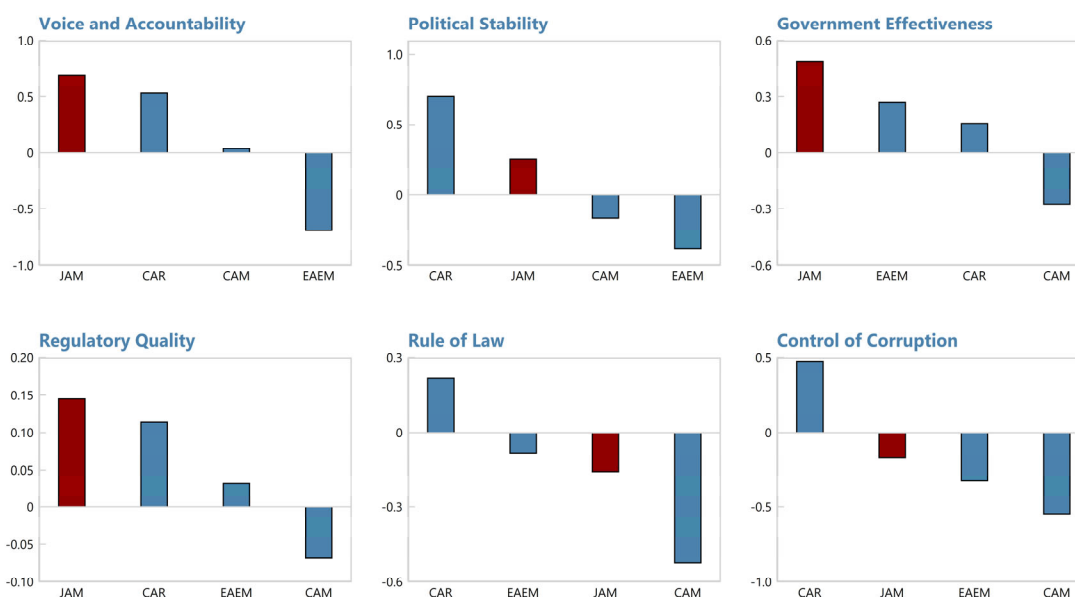 Voice and Accountability
1.0
0.5
0
-0.5
-1.0
JAM CAR CAM EAEM
Political Stability
1.0
0.5
0
-0.5
CAR JAM CAM EAEM
Government Effectiveness
0.6
0.3
0
-0.3
-0.6
JAM EAEM CAR CAM
Regulatory Quality
0.20
0.15
0.10
0.05
0
-0.05
-0.10
JAM CAR EAEM CAM
Rule of Law
0.3
0
-0.3
-0.6
CAR EAEM JAM CAM
Control of Corruption
0.5
0
-0.5
-1.0
CAR JAM EAEM CAM